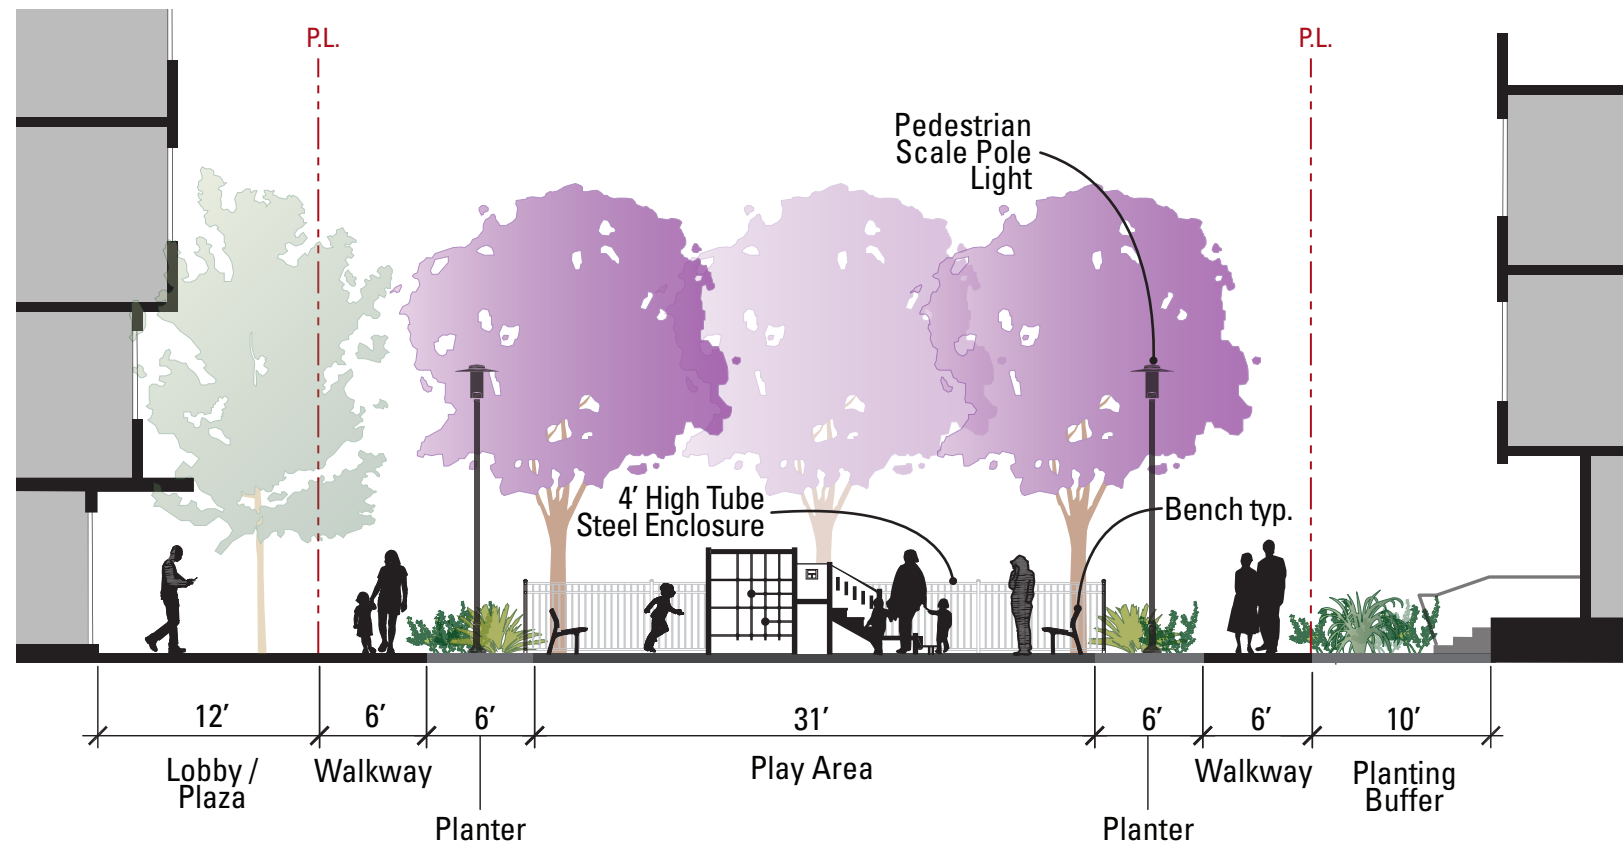 P.L.
P.L.
Pedestrian
Scale Pole
Light
4’ High Tube
Steel Enclosure
Bench typ.
12’
6’
6’
31’
6’
6’
10’
Lobby /
Plaza
Walkway
Planter
Play Area
Planter
Walkway
Planting
Buffer